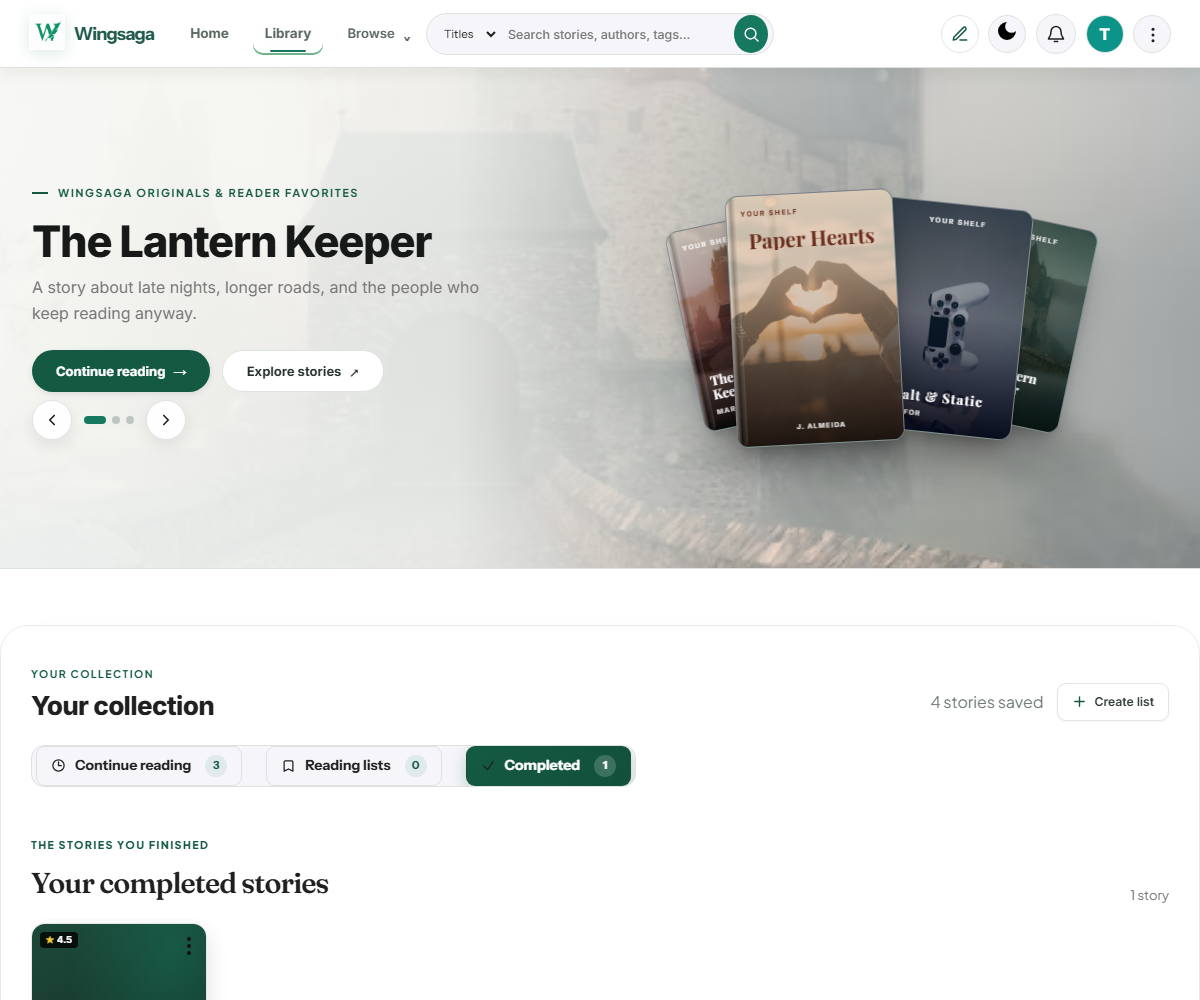 Wingsaga
Home
Library
Browse
Titles
Search stories, authors, tags...
T
WINGSAGA ORIGINALS & READER FAVORITES
The Lantern Keeper
A story about late nights, longer roads, and the people who
keep reading anyway.
Continue reading →
Explore stories ↗
YOUR SHELF
Paper Hearts
J. ALMEIDA
YOUR SHELF
Static
YOUR COLLECTION
Your collection
4 stories saved
+ Create list
Continue reading 3
Reading lists 0
Completed 1
THE STORIES YOU FINISHED
Your completed stories
1 story
★ 4.5